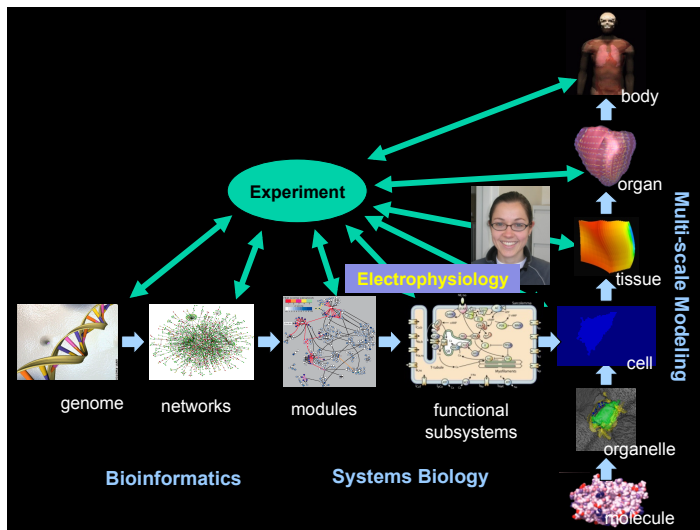 body
Experiment
organ
Multi-scale Modeling
Electrophysiology
tissue
genome
networks
modules
functional
subsystems
cell
organelle
Bioinformatics
Systems Biology
molecule